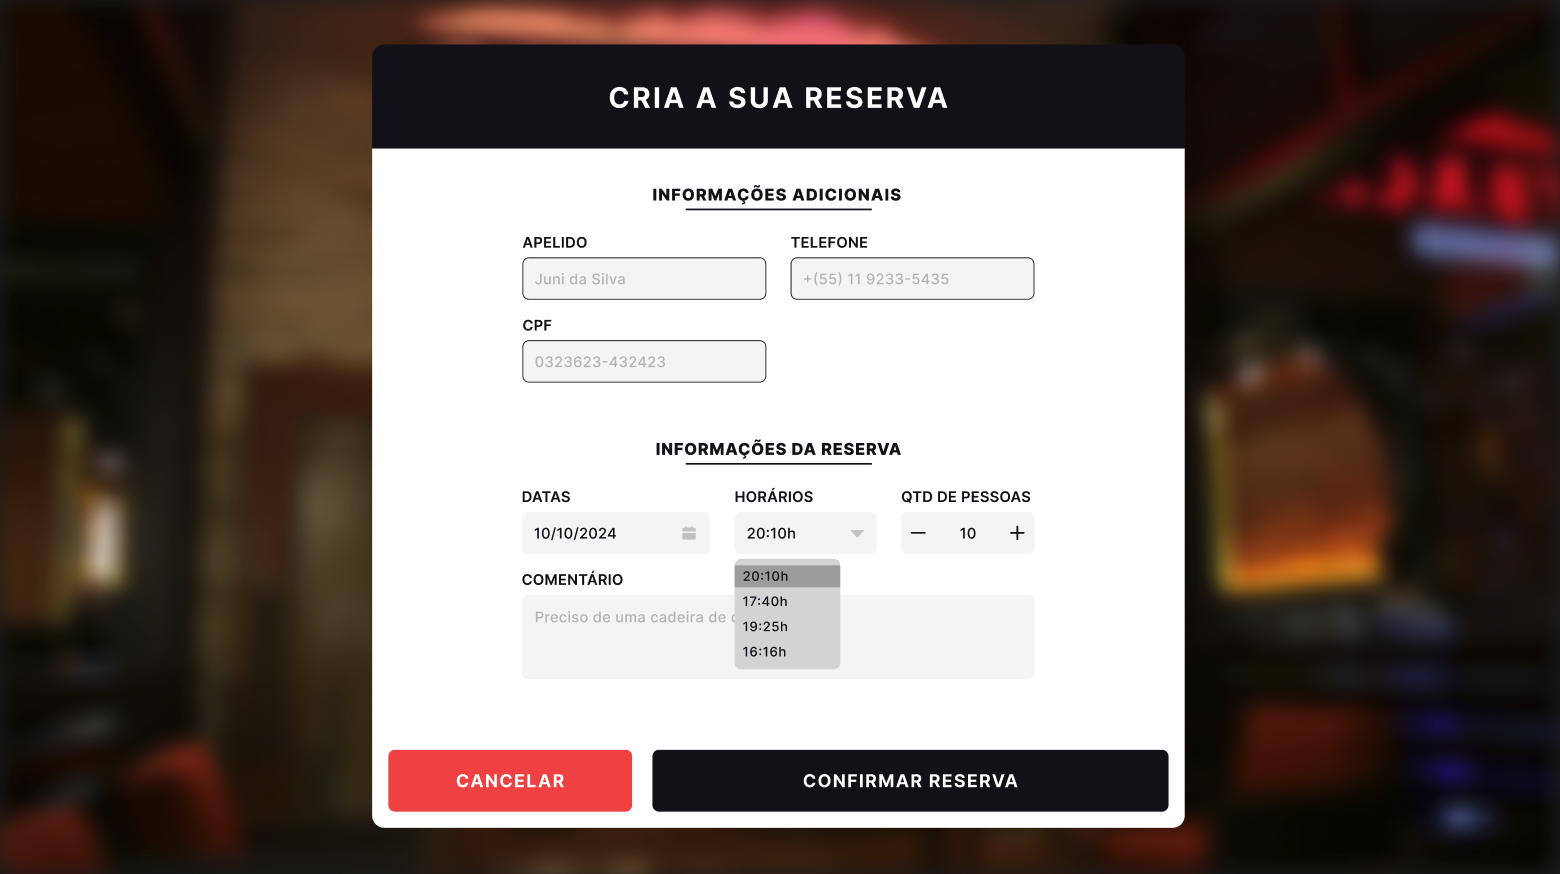 CRIA A SUA RESERVA
INFORMAÇÕES ADICIONAIS
APELIDO
TELEFONE
Juni da Silva
+(55) 11 9233-5435
CPF
0323623-432423
INFORMAÇÕES DA RESERVA
DATAS
HORÁRIOS
QTD DE PESSOAS
10/10/2024
20:10h
10
COMENTÁRIO
20:10h
17:40h
19:25h
16:16h
Preciso de uma cadeira de
CANCELAR
CONFIRMAR RESERVA